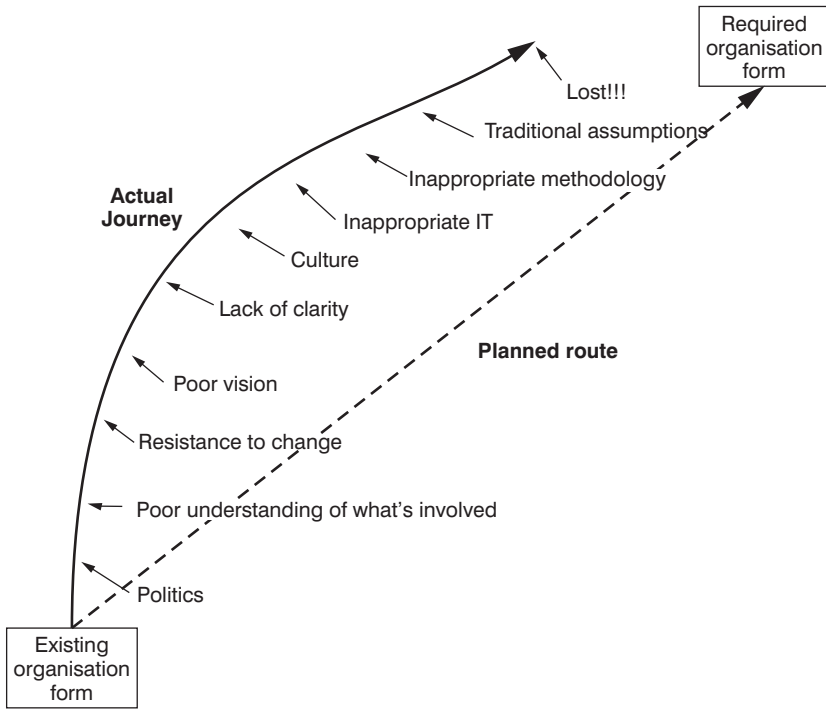 Required
organisation
form
Lost!!!
Traditional assumptions
Inappropriate methodology
Actual
Journey
Inappropriate IT
Culture
Lack of clarity
Planned route
Poor vision
Resistance to change
Poor understanding of what's involved
Politics
Existing
organisation
form